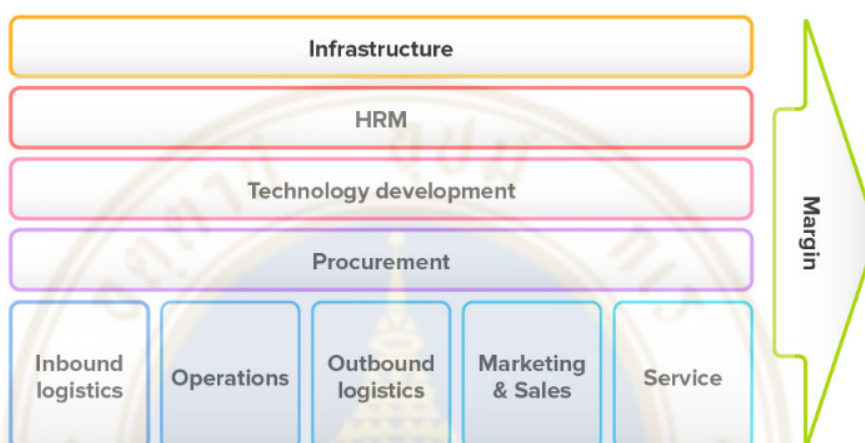 Infrastructure
HRM
Technology development
Procurement
Margin
Inbound
logistics
Operations
Outbound
logistics
Marketing
& Sales
Service